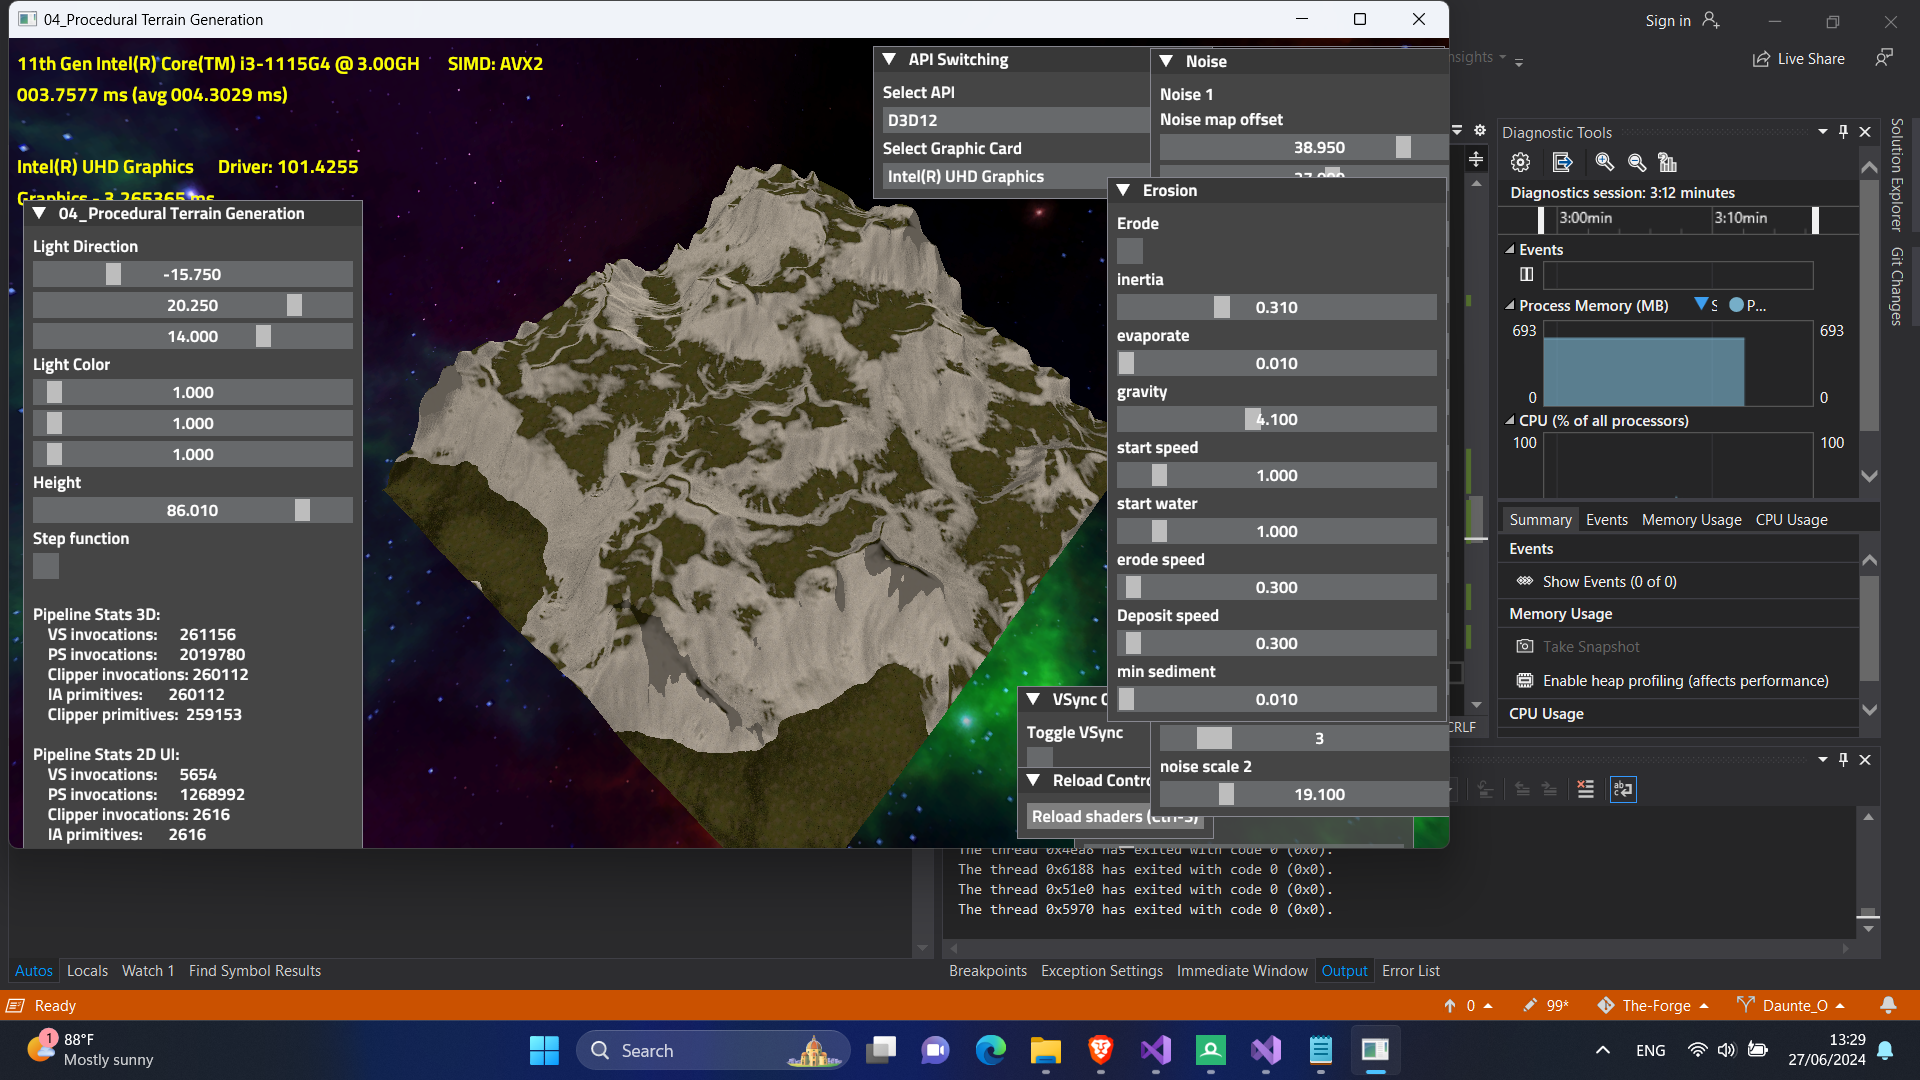 04_Procedural Terrain Generation
11th Gen Intel(R) Core(TM) i3-1115G4 @ 3.00GH SIMD: AVX2
003.7577 ms (avg 004.3029 ms)
Intel(R) UHD Graphics Driver: 101.4255
Graphics - 3.265365 ms
04_Procedural Terrain Generation
Light Direction
-15.750
20.250
14.000
Light Color
1.000
1.000
1.000
Height
86.010
Step function
Pipeline Stats 3D:
VS invocations: 261156
PS invocations: 2019780
Clipper invocations: 260112
IA primitives: 260112
Clipper primitives: 259153
Pipeline Stats 2D UI:
VS invocations: 5654
PS invocations: 1268992
Clipper invocations: 2616
IA primitives: 2616
API Switching
Select API
D3D12
Select Graphic Card
Intel(R) UHD Graphics
Noise
Noise 1
Noise map offset
38.950
Erosion
Erode
inertia
0.310
evaporate
0.010
gravity
4.100
start speed
1.000
start water
1.000
erode speed
0.300
Deposit speed
0.300
min sediment
0.010
3
noise scale 2
19.100
VSync C
Toggle VSync
Reload Contro
Reload shaders (Ctrl-S)
Sign in
nsights
Live Share
Diagnostic Tools
Diagnostics session: 3:12 minutes
3:00min 3:10min
Events
Process Memory (MB) S P...
693 693
0 0
CPU (% of all processors)
100 100
Summary Events Memory Usage CPU Usage
Events
Show Events (0 of 0)
Memory Usage
Take Snapshot
Enable heap profiling (affects performance)
CPU Usage
Solution Explorer
Git Changes
CRLF
The thread 0x4ea8 has exited with code 0 (0x0).
The thread 0x6188 has exited with code 0 (0x0).
The thread 0x51e0 has exited with code 0 (0x0).
The thread 0x5970 has exited with code 0 (0x0).
Autos Locals Watch 1 Find Symbol Results
Breakpoints Exception Settings Immediate Window Output Error List
Ready
0 99* The-Forge Daunte_O
1
88°F
Mostly sunny
Search
ENG
13:29
27/06/2024